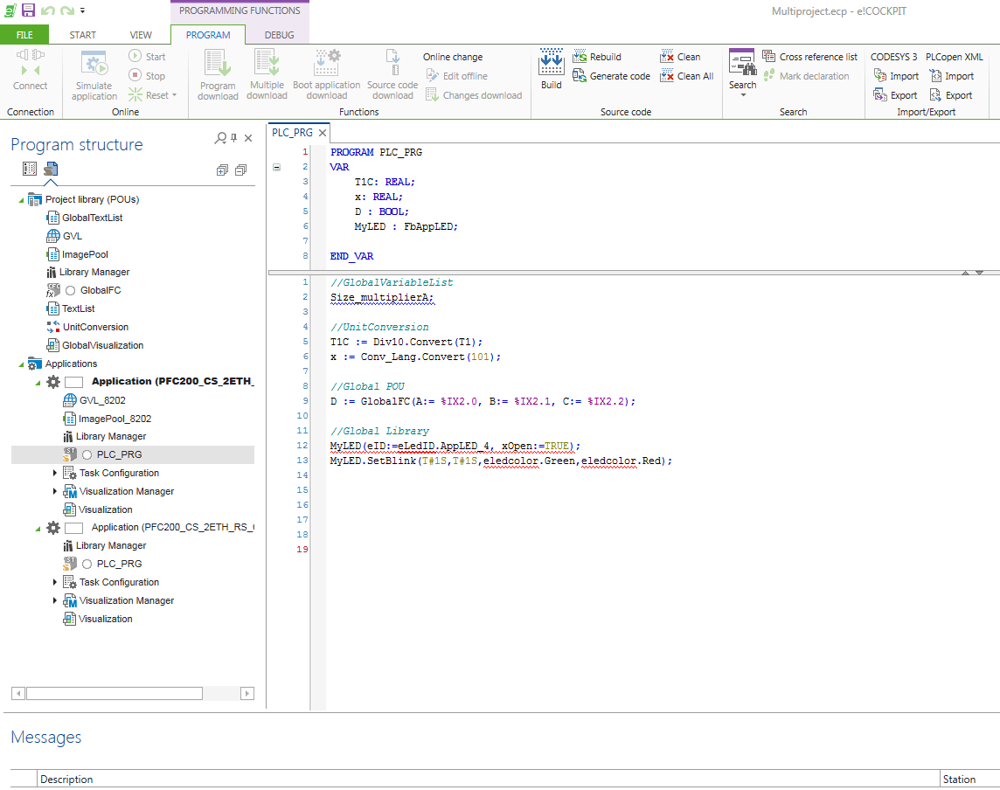 PROGRAMMING FUNCTIONS
Multiproject.ecp - e!COCKPIT
FILE START VIEW PROGRAM DEBUG
Connect
Connection
Simulate application
Start
Stop
Reset
Online
Program download
Multiple download
Boot application download
Source code download
Online change
Edit offline
Changes download
Functions
Build
Rebuild
Generate code
Clean
Clean All
Source code
Search
Cross reference list
Mark declaration
Search
CODESYS 3 PLCopen XML
Import Import
Export Export
Import/Export
Program structure
Project library (POUs)
GlobalTextList
GVL
ImagePool
Library Manager
GlobalFC
TextList
UnitConversion
GlobalVisualization
Applications
Application (PFC200_CS_2ETH_
GVL_8202
ImagePool_8202
Library Manager
PLC_PRG
Task Configuration
Visualization Manager
Visualization
Application (PFC200_CS_2ETH_RS_
Library Manager
PLC_PRG
Task Configuration
Visualization Manager
Visualization
PLC_PRG
1 PROGRAM PLC_PRG
2 VAR
3 T1C: REAL;
4 x: REAL;
5 D : BOOL;
6 MyLED : FbAppLED;
7
8 END_VAR
1 //GlobalVariableList
2 Size_multiplierA;
3
4 //UnitConversion
5 T1C := Div10.Convert(T1);
6 x := Conv_Lang.Convert(101);
7
8 //Global POU
9 D := GlobalFC(A:= %IX2.0, B:= %IX2.1, C:= %IX2.2);
10
11 //Global Library
12 MyLED(eID:=eLedID.AppLED_4, xOpen:=TRUE);
13 MyLED.SetBlink(T#1S,T#1S,eledcolor.Green,eledcolor.Red);
14
15
16
17
18
19
Messages
Description Station